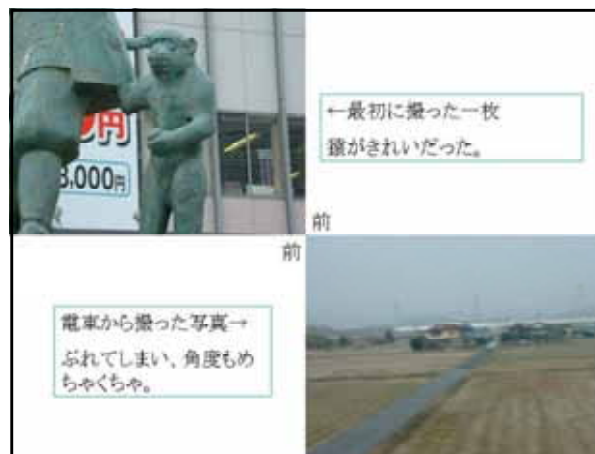 円
3,000円
←最初に撮った一枚
猿がきれいだった。
前
前
電車から撮った写真→
ぶれてしまい、角度もめ
ちゃくちゃ。